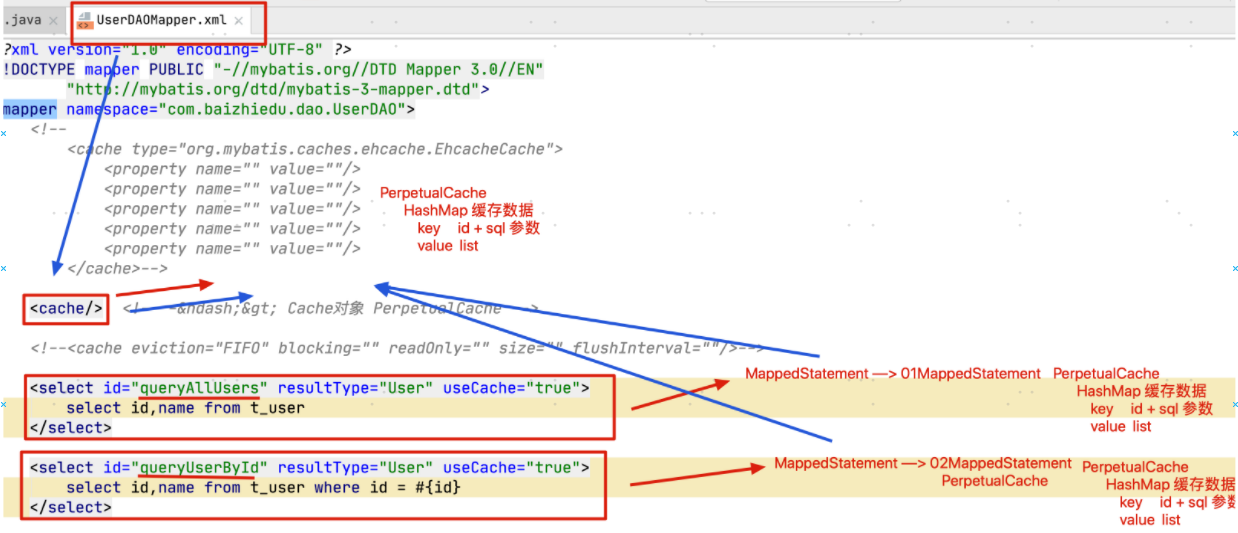 .java × UserDAOMapper.xml ×
?xml version="1.0" encoding="UTF-8" ?>
!DOCTYPE mapper PUBLIC "-//mybatis.org//DTD Mapper 3.0//EN"
"http://mybatis.org/dtd/mybatis-3-mapper.dtd">
mapper namespace="com.baizhiedu.dao.UserDAO">
<!--
<cache type="org.mybatis.caches.ehcache.EhcacheCache">
<property name="" value=""/>
<property name="" value=""/>
<property name="" value=""/>
<property name="" value=""/>
<property name="" value=""/>
</cache>-->
PerpetualCache
HashMap 缓存数据
key id + sql 参数
value list
<cache/> <!-- -&ndash;&gt; Cache对象 PerpetualCache -->
<!--<cache eviction="FIFO" blocking="" readOnly="" size="" flushInterval=""/>-->
<select id="queryAllUsers" resultType="User" useCache="true">
select id,name from t_user
</select>
MappedStatement —> 01MappedStatement PerpetualCache
HashMap 缓存数据
key id + sql 参数
value list
<select id="queryUserById" resultType="User" useCache="true">
select id,name from t_user where id = #{id}
</select>
MappedStatement —> 02MappedStatement PerpetualCache
PerpetualCache
HashMap 缓存数据
key id + sql 参数
value list